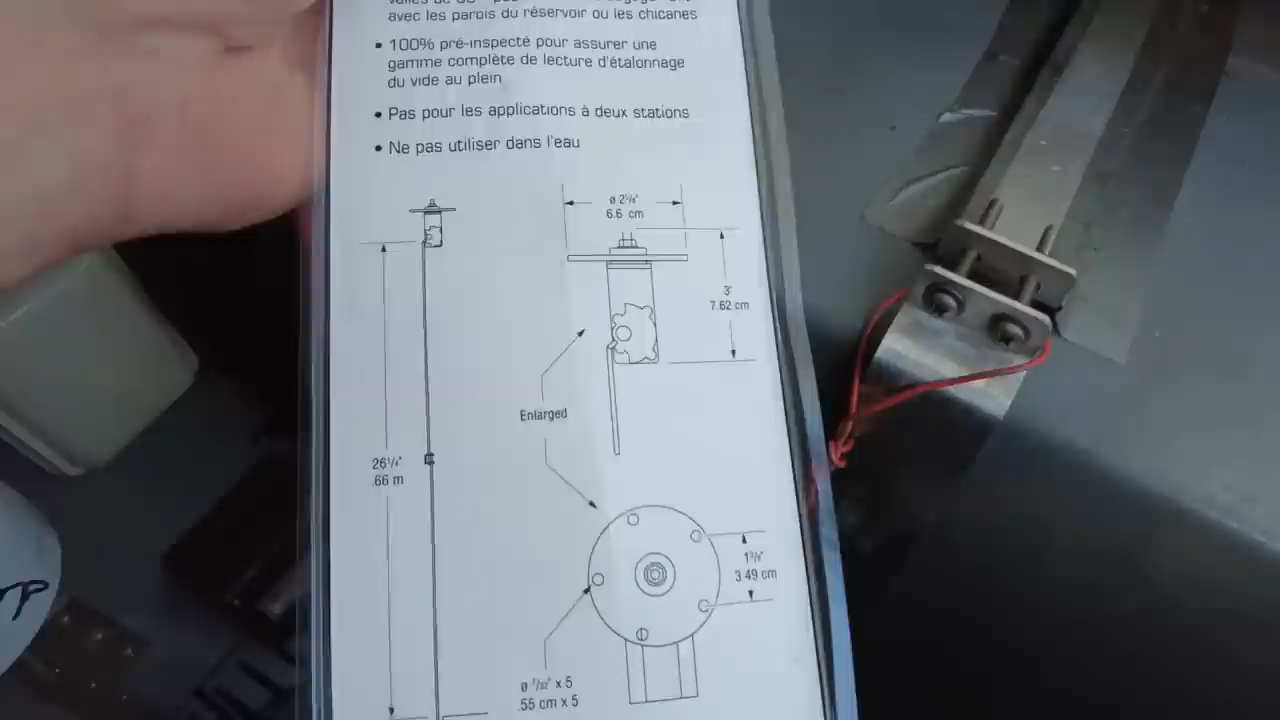 avec les parois du réservoir ou les chicanes
• 100% pré-inspecté pour assurer une
gamme complète de lecture d'étalonnage
du vide au plein
• Pas pour les applications à deux stations
• Ne pas utiliser dans l'eau
ø 2⅝"
6.6 cm
3"
7.62 cm
Enlarged
26¼"
.66 m
1⅜"
3.49 cm
ø 7/32" x 5
.55 cm x 5
TP